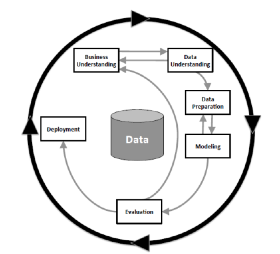 Business
Understanding
Data
Understanding
Data
Preparation
Modeling
Deployment
Data
Evaluation